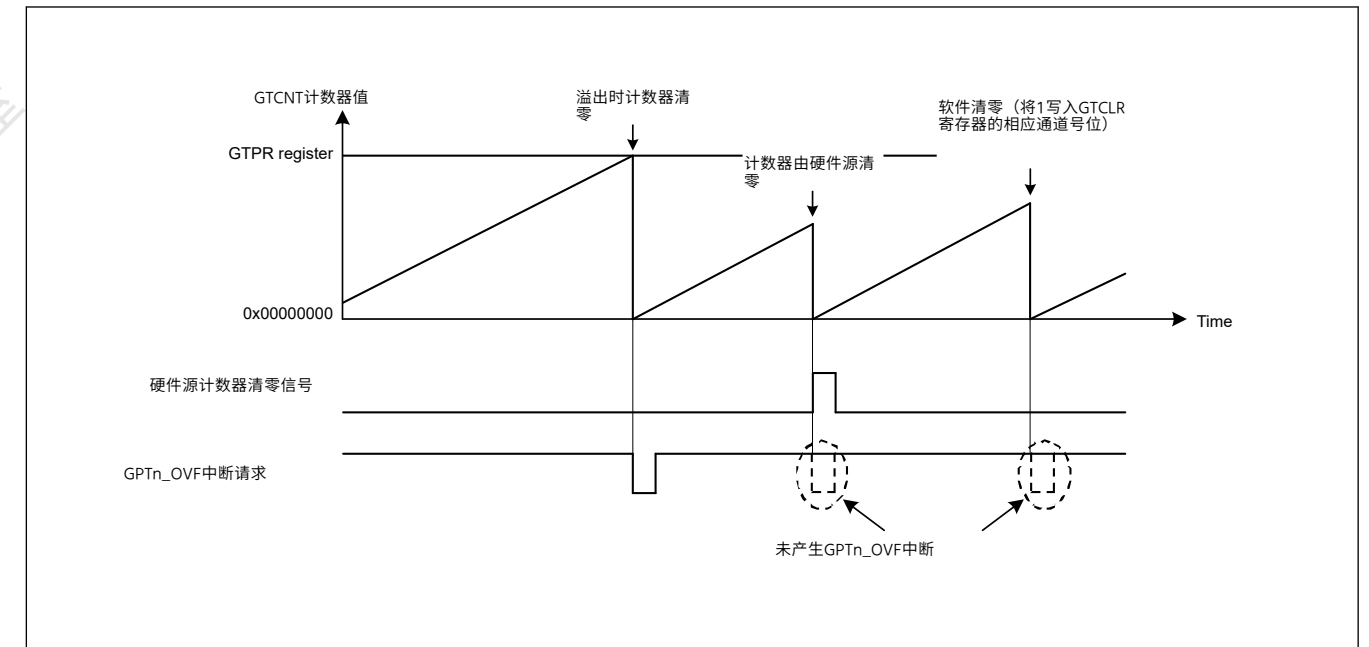 GTCNT计数器值
溢出时计数器清
零
软件清零（将1写入GTCLR
寄存器的相应通道号位）
GTPR register
计数器由硬件源清
零
0x00000000
Time
硬件源计数器清零信号
GPTn_OVF中断请求
未产生GPTn_OVF中断